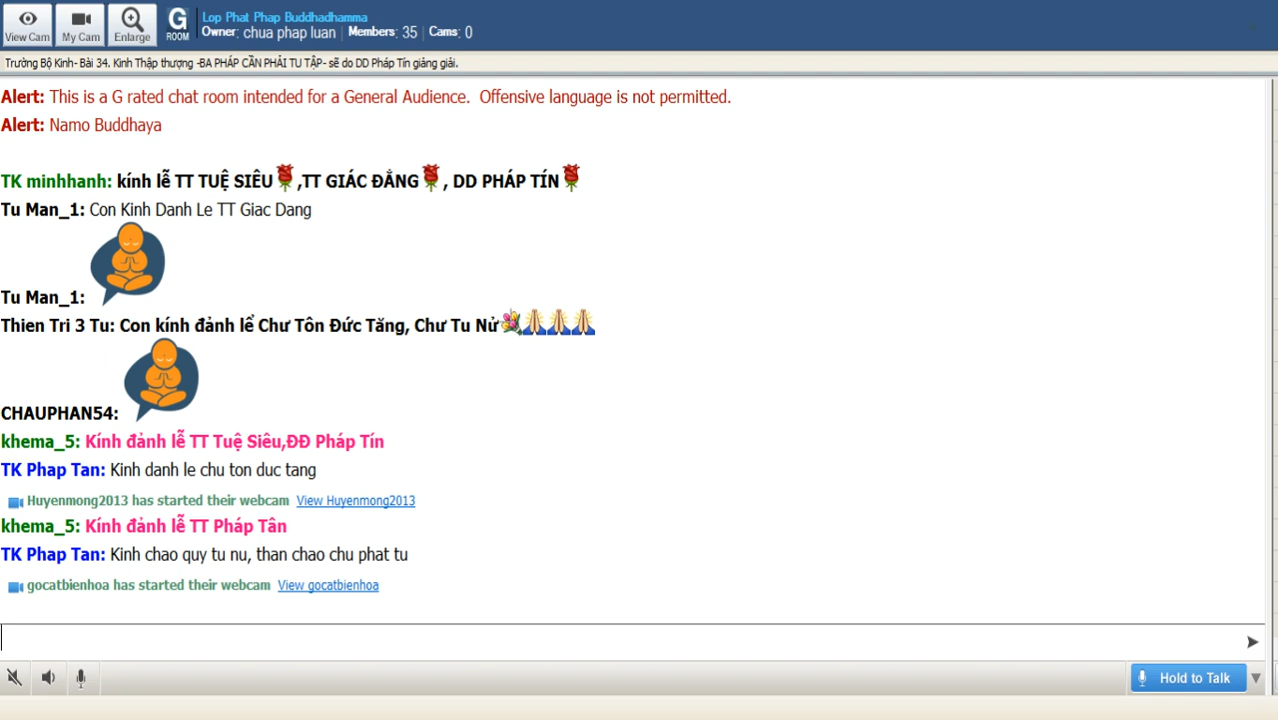 View Cam
My Cam
Enlarge
G
ROOM
Lop Phat Phap Buddhadhamma
Owner: chua phap luan | Members: 35 | Cams: 0
Trường Bộ Kinh- Bài 34. Kinh Thập thượng -BA PHÁP CẦN PHẢI TU TẬP- sẽ do DD Pháp Tín giảng giải.
Alert: This is a G rated chat room intended for a General Audience. Offensive language is not permitted.
Alert: Namo Buddhaya
TK minhhanh: kính lễ TT TUỆ SIÊU,TT GIÁC ĐẲNG, DD PHÁP TÍN
Tu Man_1: Con Kinh Danh Le TT Giac Dang
Tu Man_1:
Thien Tri 3 Tu: Con kính đảnh lể Chư Tôn Đức Tăng, Chư Tu Nử
CHAUPHAN54:
khema_5: Kính đảnh lễ TT Tuệ Siêu,ĐĐ Pháp Tín
TK Phap Tan: Kinh danh le chu ton duc tang
Huyenmong2013 has started their webcam View Huyenmong2013
khema_5: Kính đảnh lễ TT Pháp Tân
TK Phap Tan: Kinh chao quy tu nu, than chao chu phat tu
gocatbienhoa has started their webcam View gocatbienhoa
Hold to Talk